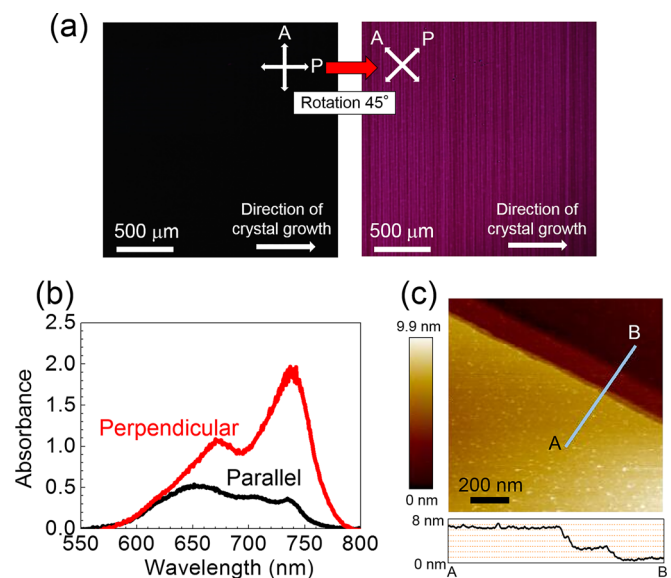 (a)
A
P
A
P
Rotation 45°
500 μm
Direction of
crystal growth
500 μm
Direction of
crystal growth
(b)
2.5
2.0
1.5
1.0
0.5
0.0
Absorbance
Perpendicular
Parallel
550 600 650 700 750 800
Wavelength (nm)
(c)
9.9 nm
0 nm
B
A
200 nm
8 nm
0 nm
A B